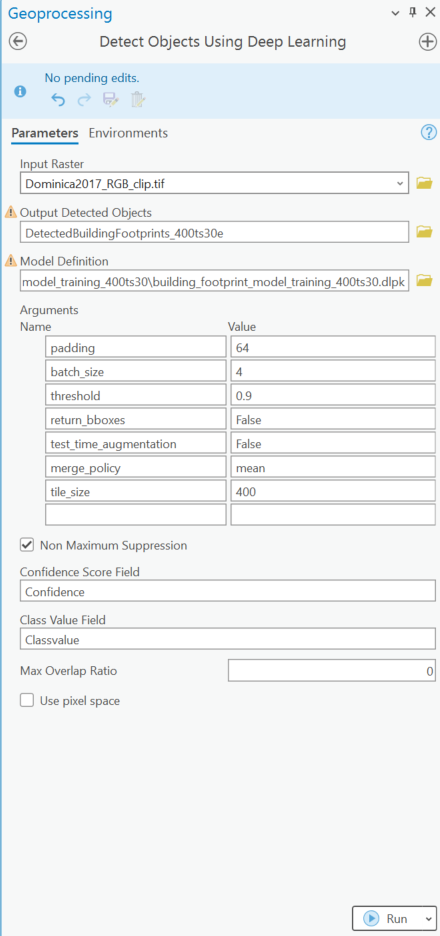 Geoprocessing
Detect Objects Using Deep Learning
No pending edits.
Parameters Environments
Input Raster
Dominica2017_RGB_clip.tif
Output Detected Objects
DetectedBuildingFootprints_400ts30e
Model Definition
model_training_400ts30\building_footprint_model_training_400ts30.dlpk
Arguments
Name Value
padding 64
batch_size 4
threshold 0.9
return_bboxes False
test_time_augmentation False
merge_policy mean
tile_size 400
Non Maximum Suppression
Confidence Score Field
Confidence
Class Value Field
Classvalue
Max Overlap Ratio 0
Use pixel space
Run